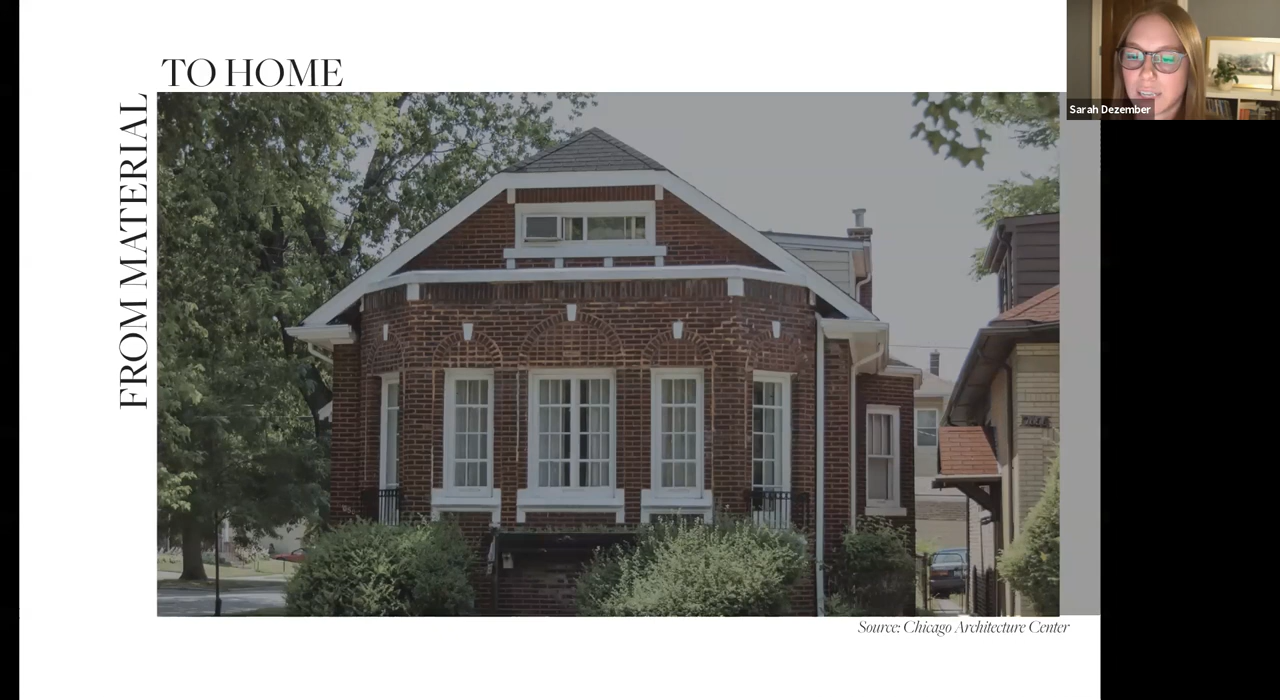 FROM MATERIAL
TO HOME
Sarah Dezember
Source: Chicago Architecture Center